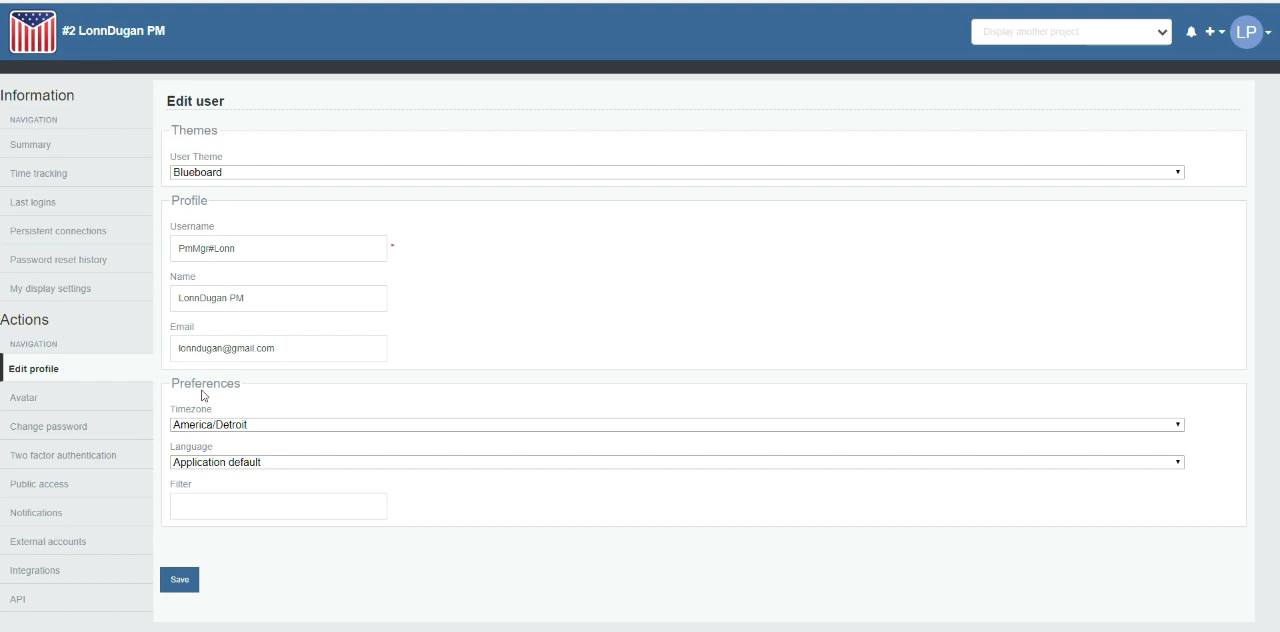 #2 LonnDugan PM
Display another project
LP
Information
NAVIGATION
Summary
Time tracking
Last logins
Persistent connections
Password reset history
My display settings
Actions
NAVIGATION
Edit profile
Avatar
Change password
Two factor authentication
Public access
Notifications
External accounts
Integrations
API
Edit user
Themes
User Theme
Blueboard
Profile
Username
PmMgr#Lonn *
Name
LonnDugan PM
Email
lonndugan@gmail.com
Preferences
Timezone
America/Detroit
Language
Application default
Filter
Save